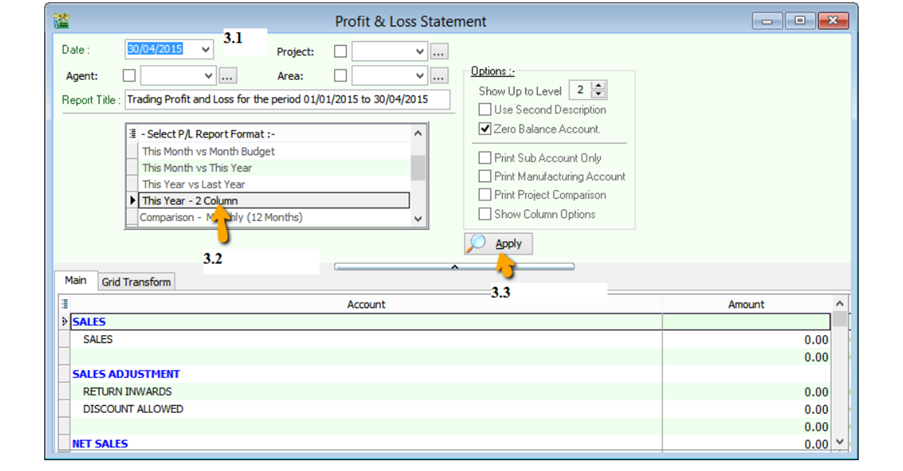 Profit & Loss Statement
Date :
30/04/2015
3.1
Project:
...
Agent:
...
Area:
...
Report Title :
Trading Profit and Loss for the period 01/01/2015 to 30/04/2015
Options :-
Show Up to Level
2
Use Second Description
Zero Balance Account.
Print Sub Account Only
Print Manufacturing Account
Print Project Comparison
Show Column Options
- Select P/L Report Format :-
This Month vs Month Budget
This Month vs This Year
This Year vs Last Year
This Year - 2 Column
Comparison - Monthly (12 Months)
3.2
Apply
3.3
Main
Grid Transform
Account
Amount
SALES
SALES 0.00
0.00
SALES ADJUSTMENT
RETURN INWARDS 0.00
DISCOUNT ALLOWED 0.00
0.00
NET SALES 0.00